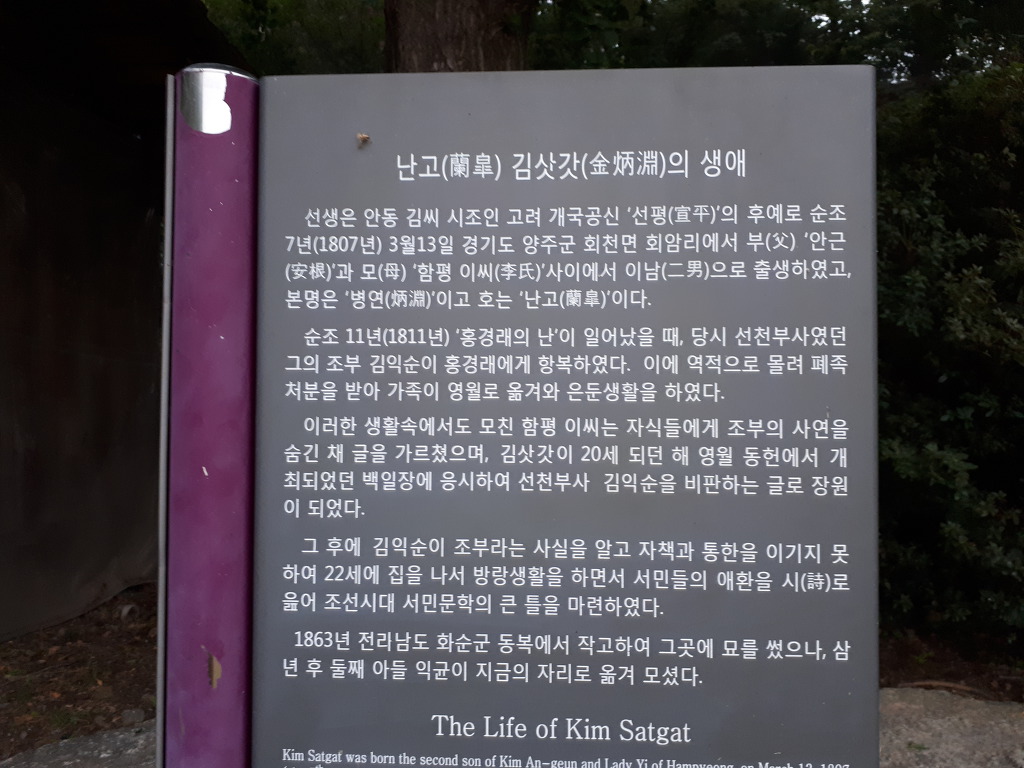 난고(蘭皐) 김삿갓(金炳淵)의 생애
선생은 안동 김씨 시조인 고려 개국공신 '선평(宣平)'의 후예로 순조
7년(1807년) 3월13일 경기도 양주군 회천면 회암리에서 부(父) '안근
(安根)'과 모(母) '함평 이씨(李氏)'사이에서 이남(二男)으로 출생하였고,
본명은 '병연(炳淵)'이고 호는 '난고(蘭皐)'이다.
순조 11년(1811년) '홍경래의 난'이 일어났을 때, 당시 선천부사였던
그의 조부 김익순이 홍경래에게 항복하였다. 이에 역적으로 몰려 폐족
처분을 받아 가족이 영월로 옮겨와 은둔생활을 하였다.
이러한 생활속에서도 모친 함평 이씨는 자식들에게 조부의 사연을
숨긴 채 글을 가르쳤으며, 김삿갓이 20세 되던 해 영월 동헌에서 개
최되었던 백일장에 응시하여 선천부사 김익순을 비판하는 글로 장원
이 되었다.
그 후에 김익순이 조부라는 사실을 알고 자책과 통한을 이기지 못
하여 22세에 집을 나서 방랑생활을 하면서 서민들의 애환을 시(詩)로
읊어 조선시대 서민문학의 큰 틀을 마련하였다.
1863년 전라남도 화순군 동복에서 작고하여 그곳에 묘를 썼으나, 삼
년 후 둘째 아들 익균이 지금의 자리로 옮겨 모셨다.
The Life of Kim Satgat
Kim Satgat was born the second son of Kim An-geun and Lady Yi of Hampyeong, on March 13, 1807